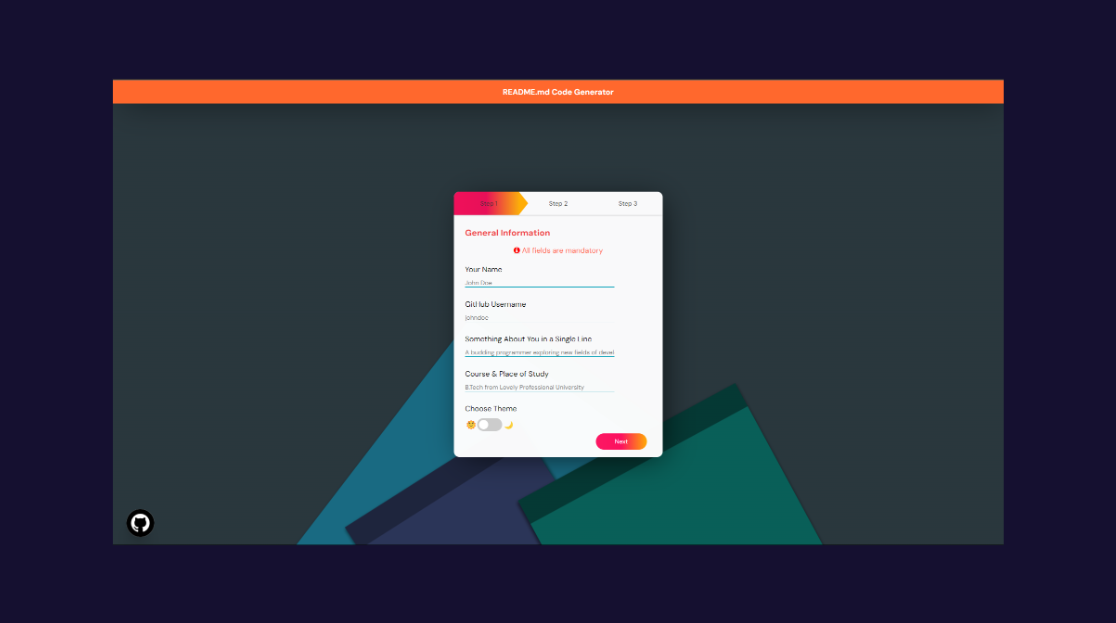 README.md Code Generator
Step 1 Step 2 Step 3
General Information
All fields are mandatory
Your Name
John Doe
GitHub Username
johndoe
Something About You in a Single Line
A budding programmer exploring new fields of devel
Course & Place of Study
B.Tech from Lovely Professional University
Choose Theme
Next